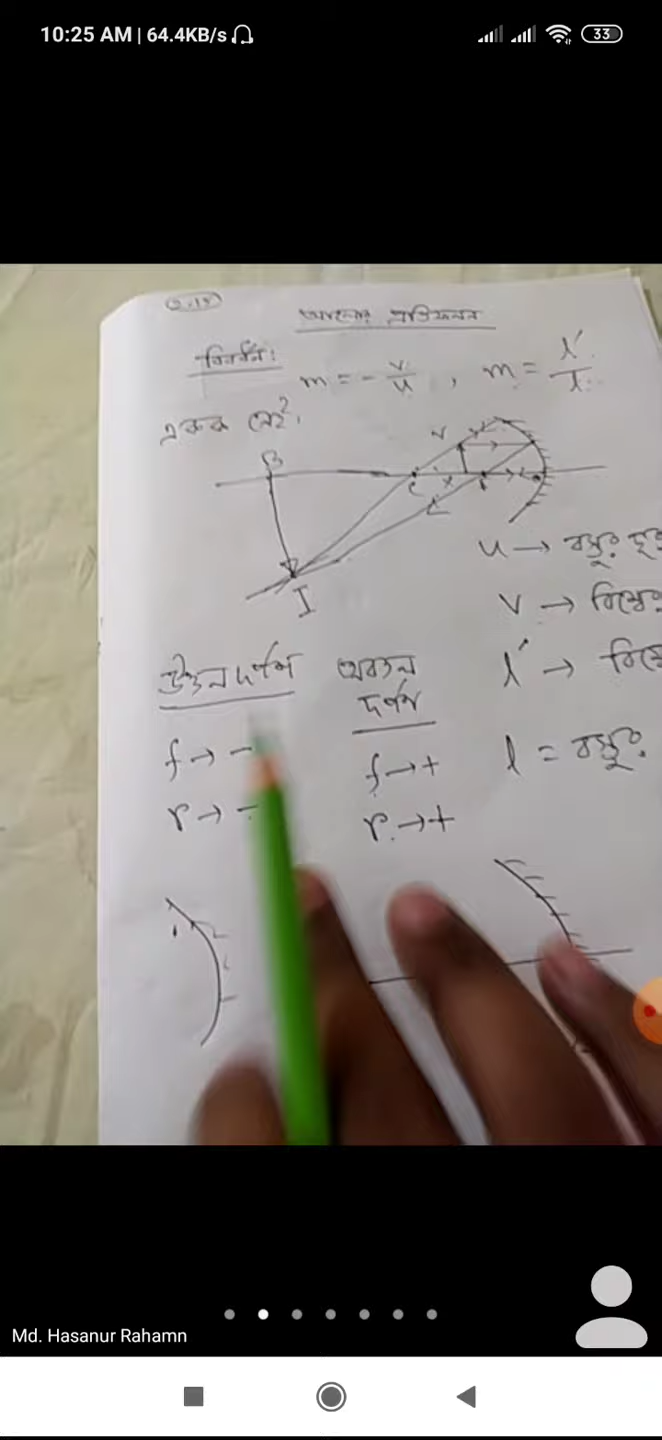 10:25 AM | 64.4KB/s
33
আলোর প্রতিফলন
বিবর্ধন:
m = - v/u , m = l′/l
একক নেই।
B
C
I
u → বস্তুর
v → বিম্বের
l′ →
l = বস্তুর
উত্তল দর্পণ
অবতল
দর্পণ
f → -
f → +
r → -
r → +
Md. Hasanur Rahamn